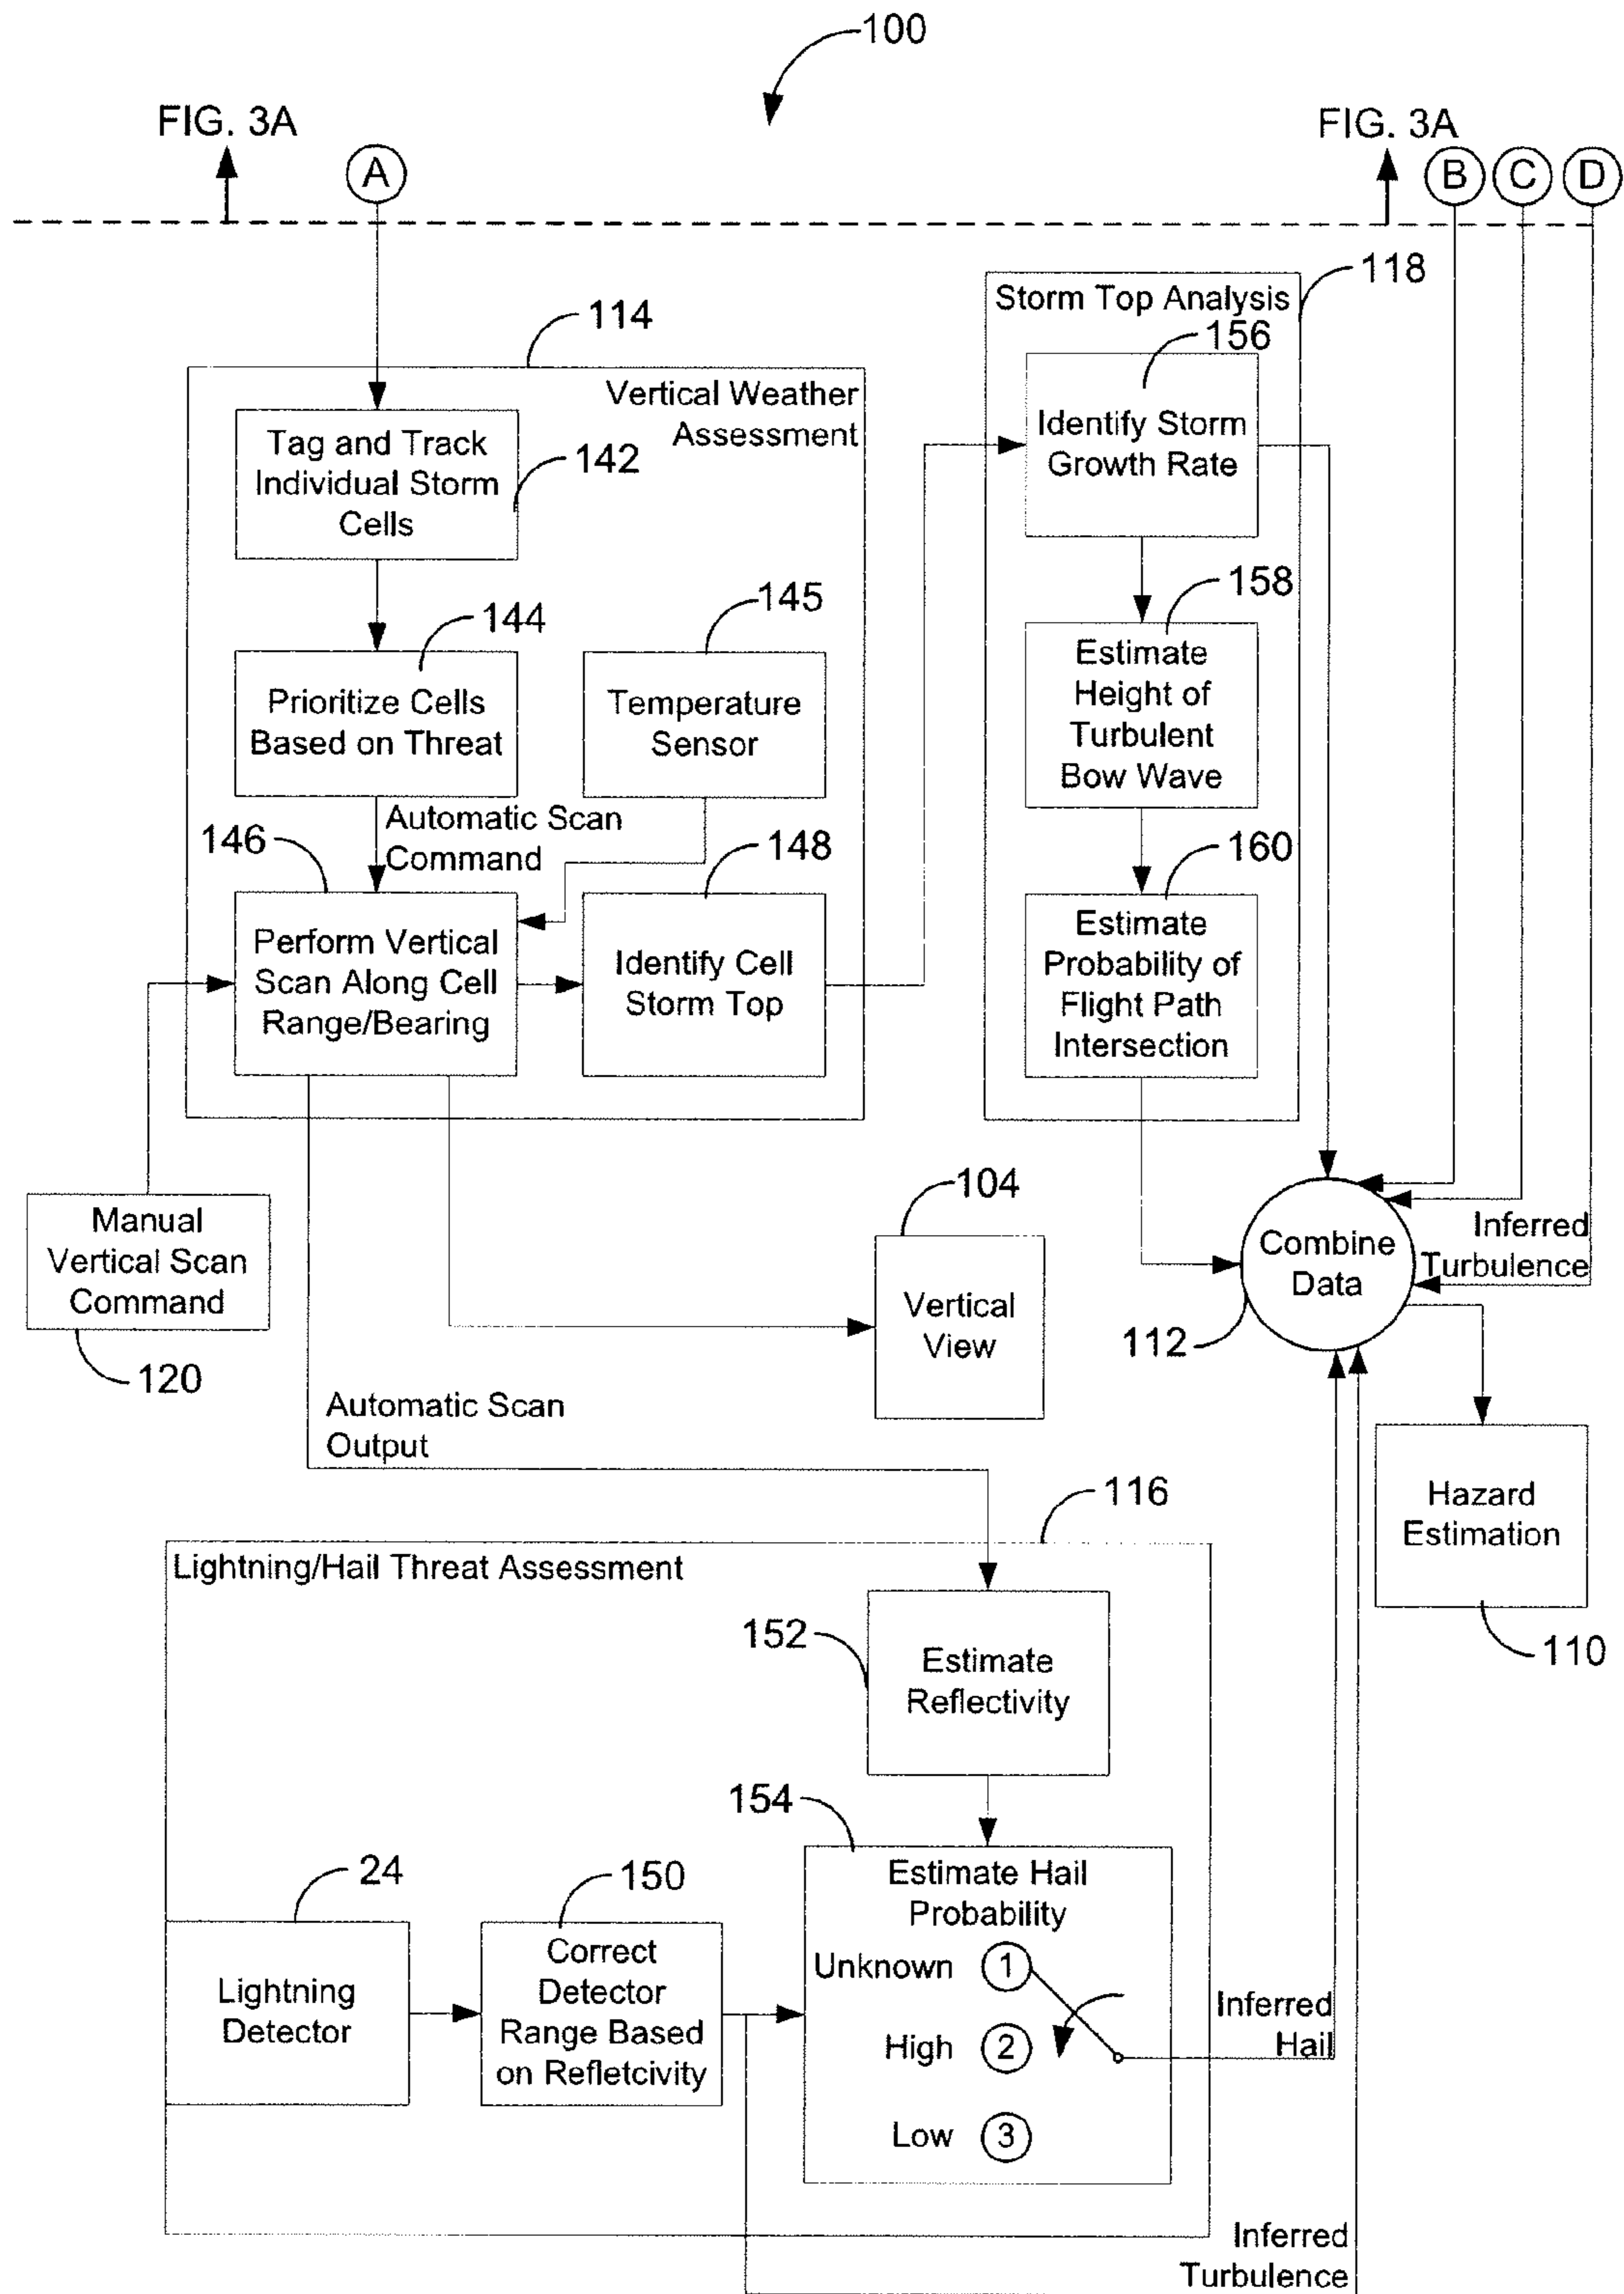 100
FIG. 3A
FIG. 3A
A
B
C
D
118
Storm Top Analysis
156
114
Vertical Weather
Assessment
Identify Storm
Growth Rate
Tag and Track
Individual Storm
Cells
142
158
145
144
Estimate
Height of
Turbulent
Bow Wave
Prioritize Cells
Based on Threat
Temperature
Sensor
Automatic Scan
Command
146
148
160
Perform Vertical
Scan Along Cell
Range/Bearing
Identify Cell
Storm Top
Estimate
Probability of
Flight Path
Intersection
104
Manual
Vertical Scan
Command
Combine
Data
Inferred
Turbulence
Vertical
View
112
120
Automatic Scan
Output
116
Hazard
Estimation
Lightning/Hail Threat Assessment
152
Estimate
Reflectivity
110
154
24
150
Estimate Hail
Probability
Correct
Detector
Range Based
on Refletcivity
Lightning
Detector
Unknown 1
High 2
Low 3
Inferred
Hail
Inferred
Turbulence